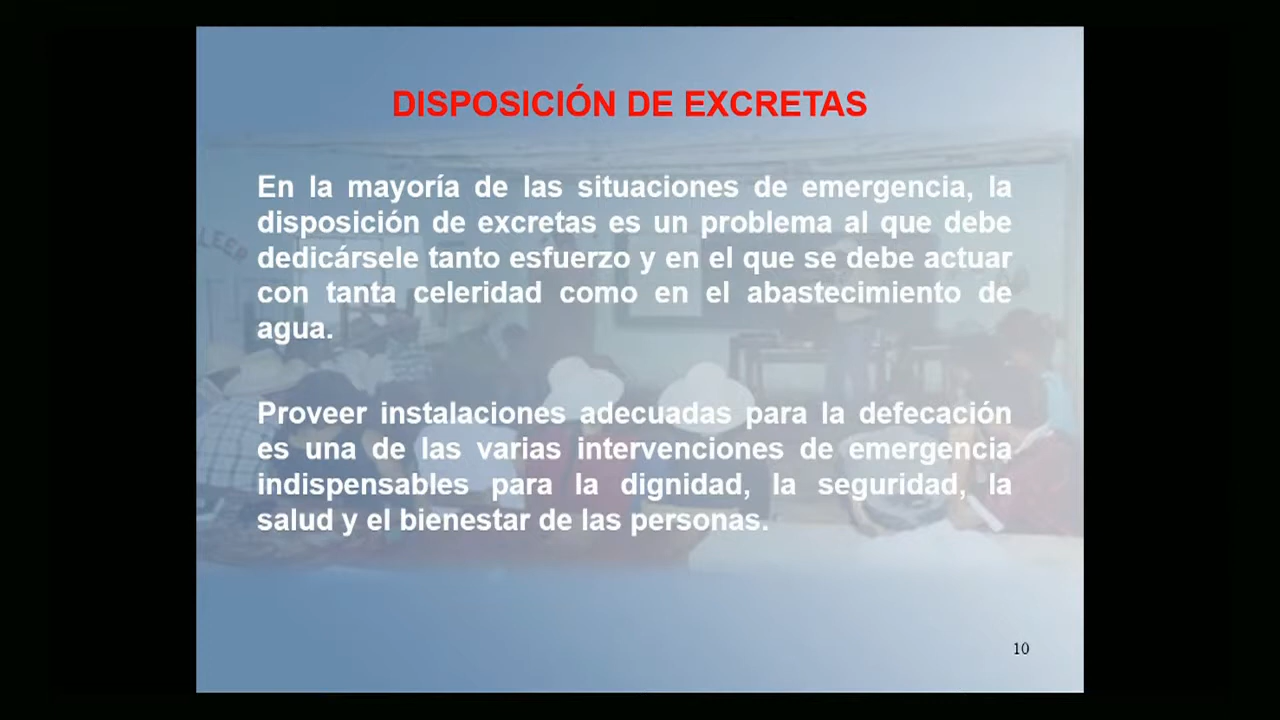 DISPOSICIÓN DE EXCRETAS
En la mayoría de las situaciones de emergencia, la
disposición de excretas es un problema al que debe
dedicársele tanto esfuerzo y en el que se debe actuar
con tanta celeridad como en el abastecimiento de
agua.
Proveer instalaciones adecuadas para la defecación
es una de las varias intervenciones de emergencia
indispensables para la dignidad, la seguridad, la
salud y el bienestar de las personas.
10